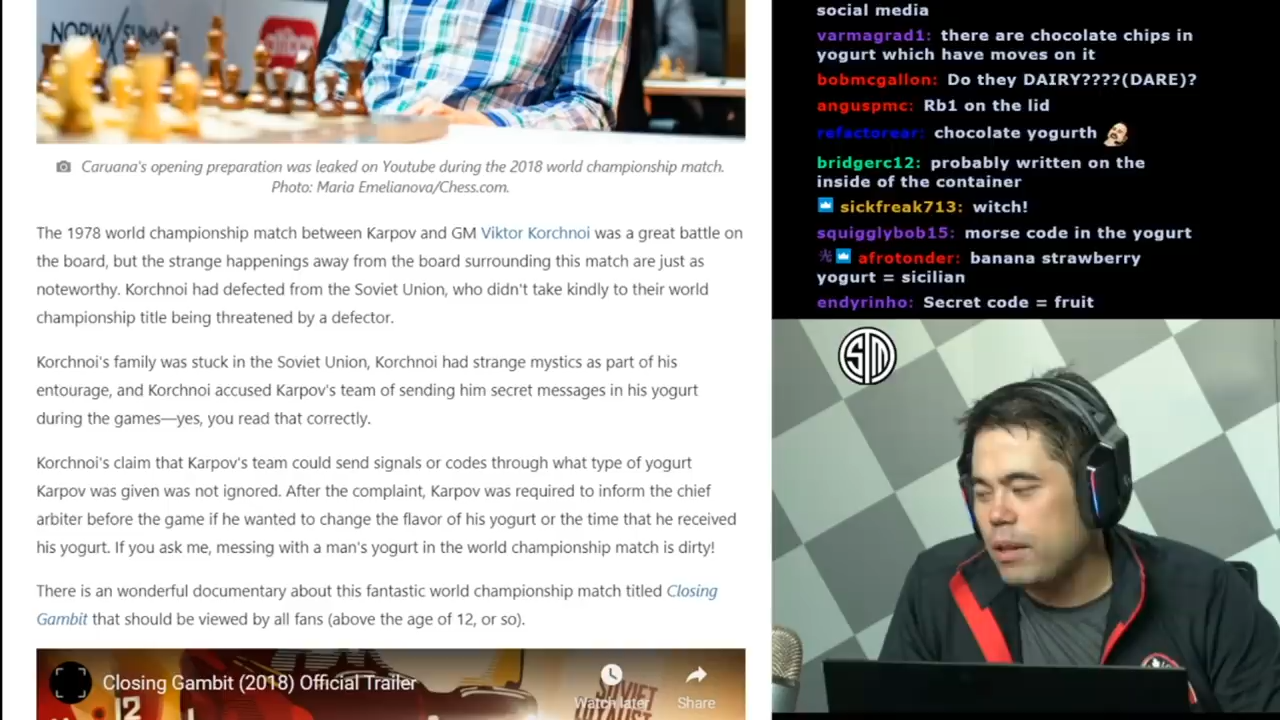 NORWAY SUMMIT
Caruana's opening preparation was leaked on Youtube during the 2018 world championship match.
Photo: Maria Emelianova/Chess.com.
The 1978 world championship match between Karpov and GM Viktor Korchnoi was a great battle on
the board, but the strange happenings away from the board surrounding this match are just as
noteworthy. Korchnoi had defected from the Soviet Union, who didn't take kindly to their world
championship title being threatened by a defector.
Korchnoi's family was stuck in the Soviet Union, Korchnoi had strange mystics as part of his
entourage, and Korchnoi accused Karpov's team of sending him secret messages in his yogurt
during the games—yes, you read that correctly.
Korchnoi's claim that Karpov's team could send signals or codes through what type of yogurt
Karpov was given was not ignored. After the complaint, Karpov was required to inform the chief
arbiter before the game if he wanted to change the flavor of his yogurt or the time that he received
his yogurt. If you ask me, messing with a man's yogurt in the world championship match is dirty!
There is an wonderful documentary about this fantastic world championship match titled Closing
Gambit that should be viewed by all fans (above the age of 12, or so).
Closing Gambit (2018) Official Trailer
Watch later
Share
12
SOVIET
social media
varmagrad1: there are chocolate chips in
yogurt which have moves on it
bobmcgallon: Do they DAIRY????(DARE)?
anguspmc: Rb1 on the lid
refactorear: chocolate yogurth
bridgerc12: probably written on the
inside of the container
sickfreak713: witch!
squigglybob15: morse code in the yogurt
afrotonder: banana strawberry
yogurt = sicilian
endyrinho: Secret code = fruit
TSM